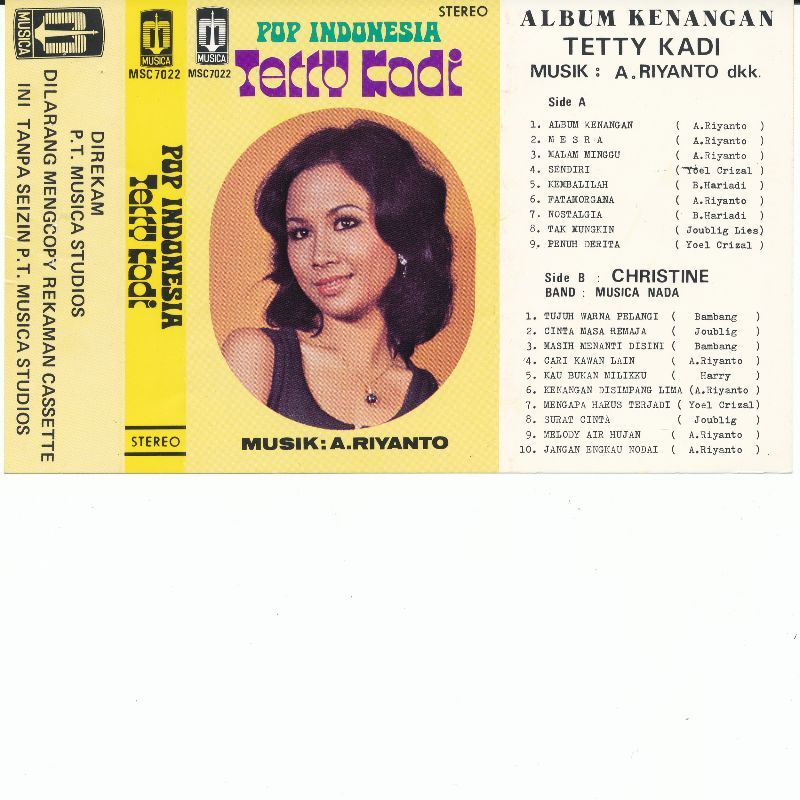 MUSICA
DIREKAM
P.T. MUSICA STUDIOS
DILARANG MENGCOPY REKAMAN CASSETTE
INI TANPA SEIZIN P.T. MUSICA STUDIOS
MUSICA
MSC7022
POP INDONESIA
Tetty Kadi
STEREO
MUSICA
MSC7022
STEREO
POP INDONESIA
Tetty Kadi
MUSIK: A.RIYANTO
ALBUM KENANGAN
TETTY KADI
MUSIK : A.RIYANTO dkk.
Side A
1. ALBUM KENANGAN ( A.Riyanto )
2. M E S R A ( A.Riyanto )
3. MALAM MINGGU ( A.Riyanto )
4. SENDIRI ( Yoel Crizal )
5. KEMBALILAH ( B.Hariadi )
6. FATAMORGANA ( A.Riyanto )
7. NOSTALGIA ( B.Hariadi )
8. TAK MUNGKIN ( Joublig Lies)
9. PENUH DERITA ( Yoel Crizal )
Side B : CHRISTINE
BAND : MUSICA NADA
1. TUJUH WARNA PELANGI ( Bambang )
2. CINTA MASA REMAJA ( Joublig )
3. MASIH MENANTI DISINI ( Bambang )
4. CARI KAWAN LAIN ( A.Riyanto )
5. KAU BUKAN MILIKKU ( Harry )
6. KENANGAN DISIMPANG LIMA (A.Riyanto )
7. MENGAPA HARUS TERJADI ( Yoel Crizal)
8. SURAT CINTA ( Joublig )
9. MELODY AIR HUJAN ( A.Riyanto )
10. JANGAN ENGKAU NODAI ( A.Riyanto )